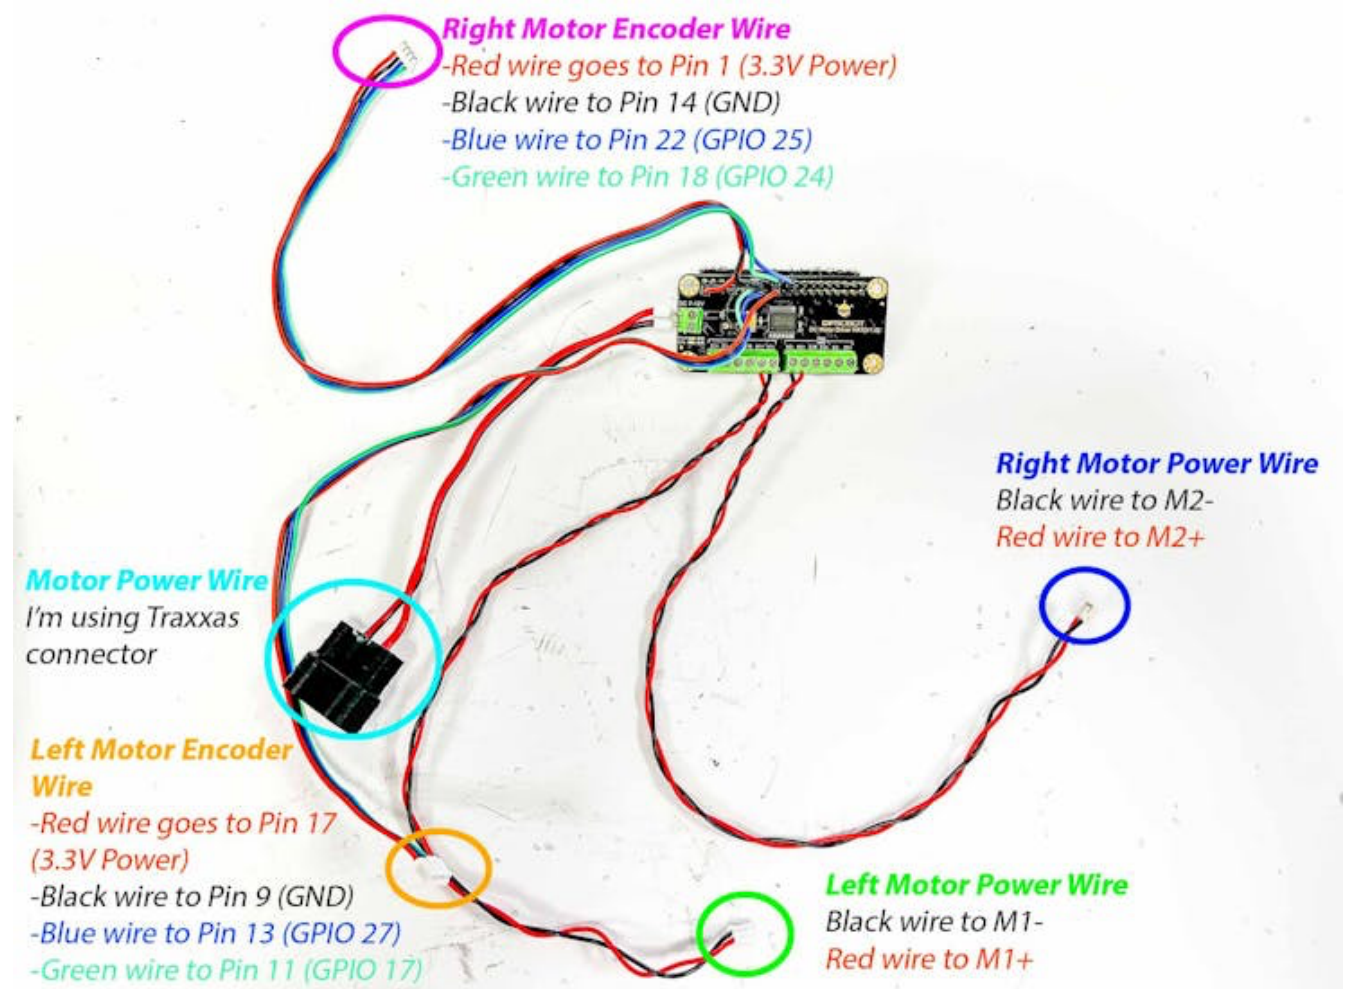 Right Motor Encoder Wire
-Red wire goes to Pin 1 (3.3V Power)
-Black wire to Pin 14 (GND)
-Blue wire to Pin 22 (GPIO 25)
-Green wire to Pin 18 (GPIO 24)
Right Motor Power Wire
Black wire to M2-
Red wire to M2+
Motor Power Wire
I'm using Traxxas
connector
Left Motor Encoder
Wire
-Red wire goes to Pin 17
(3.3V Power)
-Black wire to Pin 9 (GND)
-Blue wire to Pin 13 (GPIO 27)
-Green wire to Pin 11 (GPIO 17)
Left Motor Power Wire
Black wire to M1-
Red wire to M1+